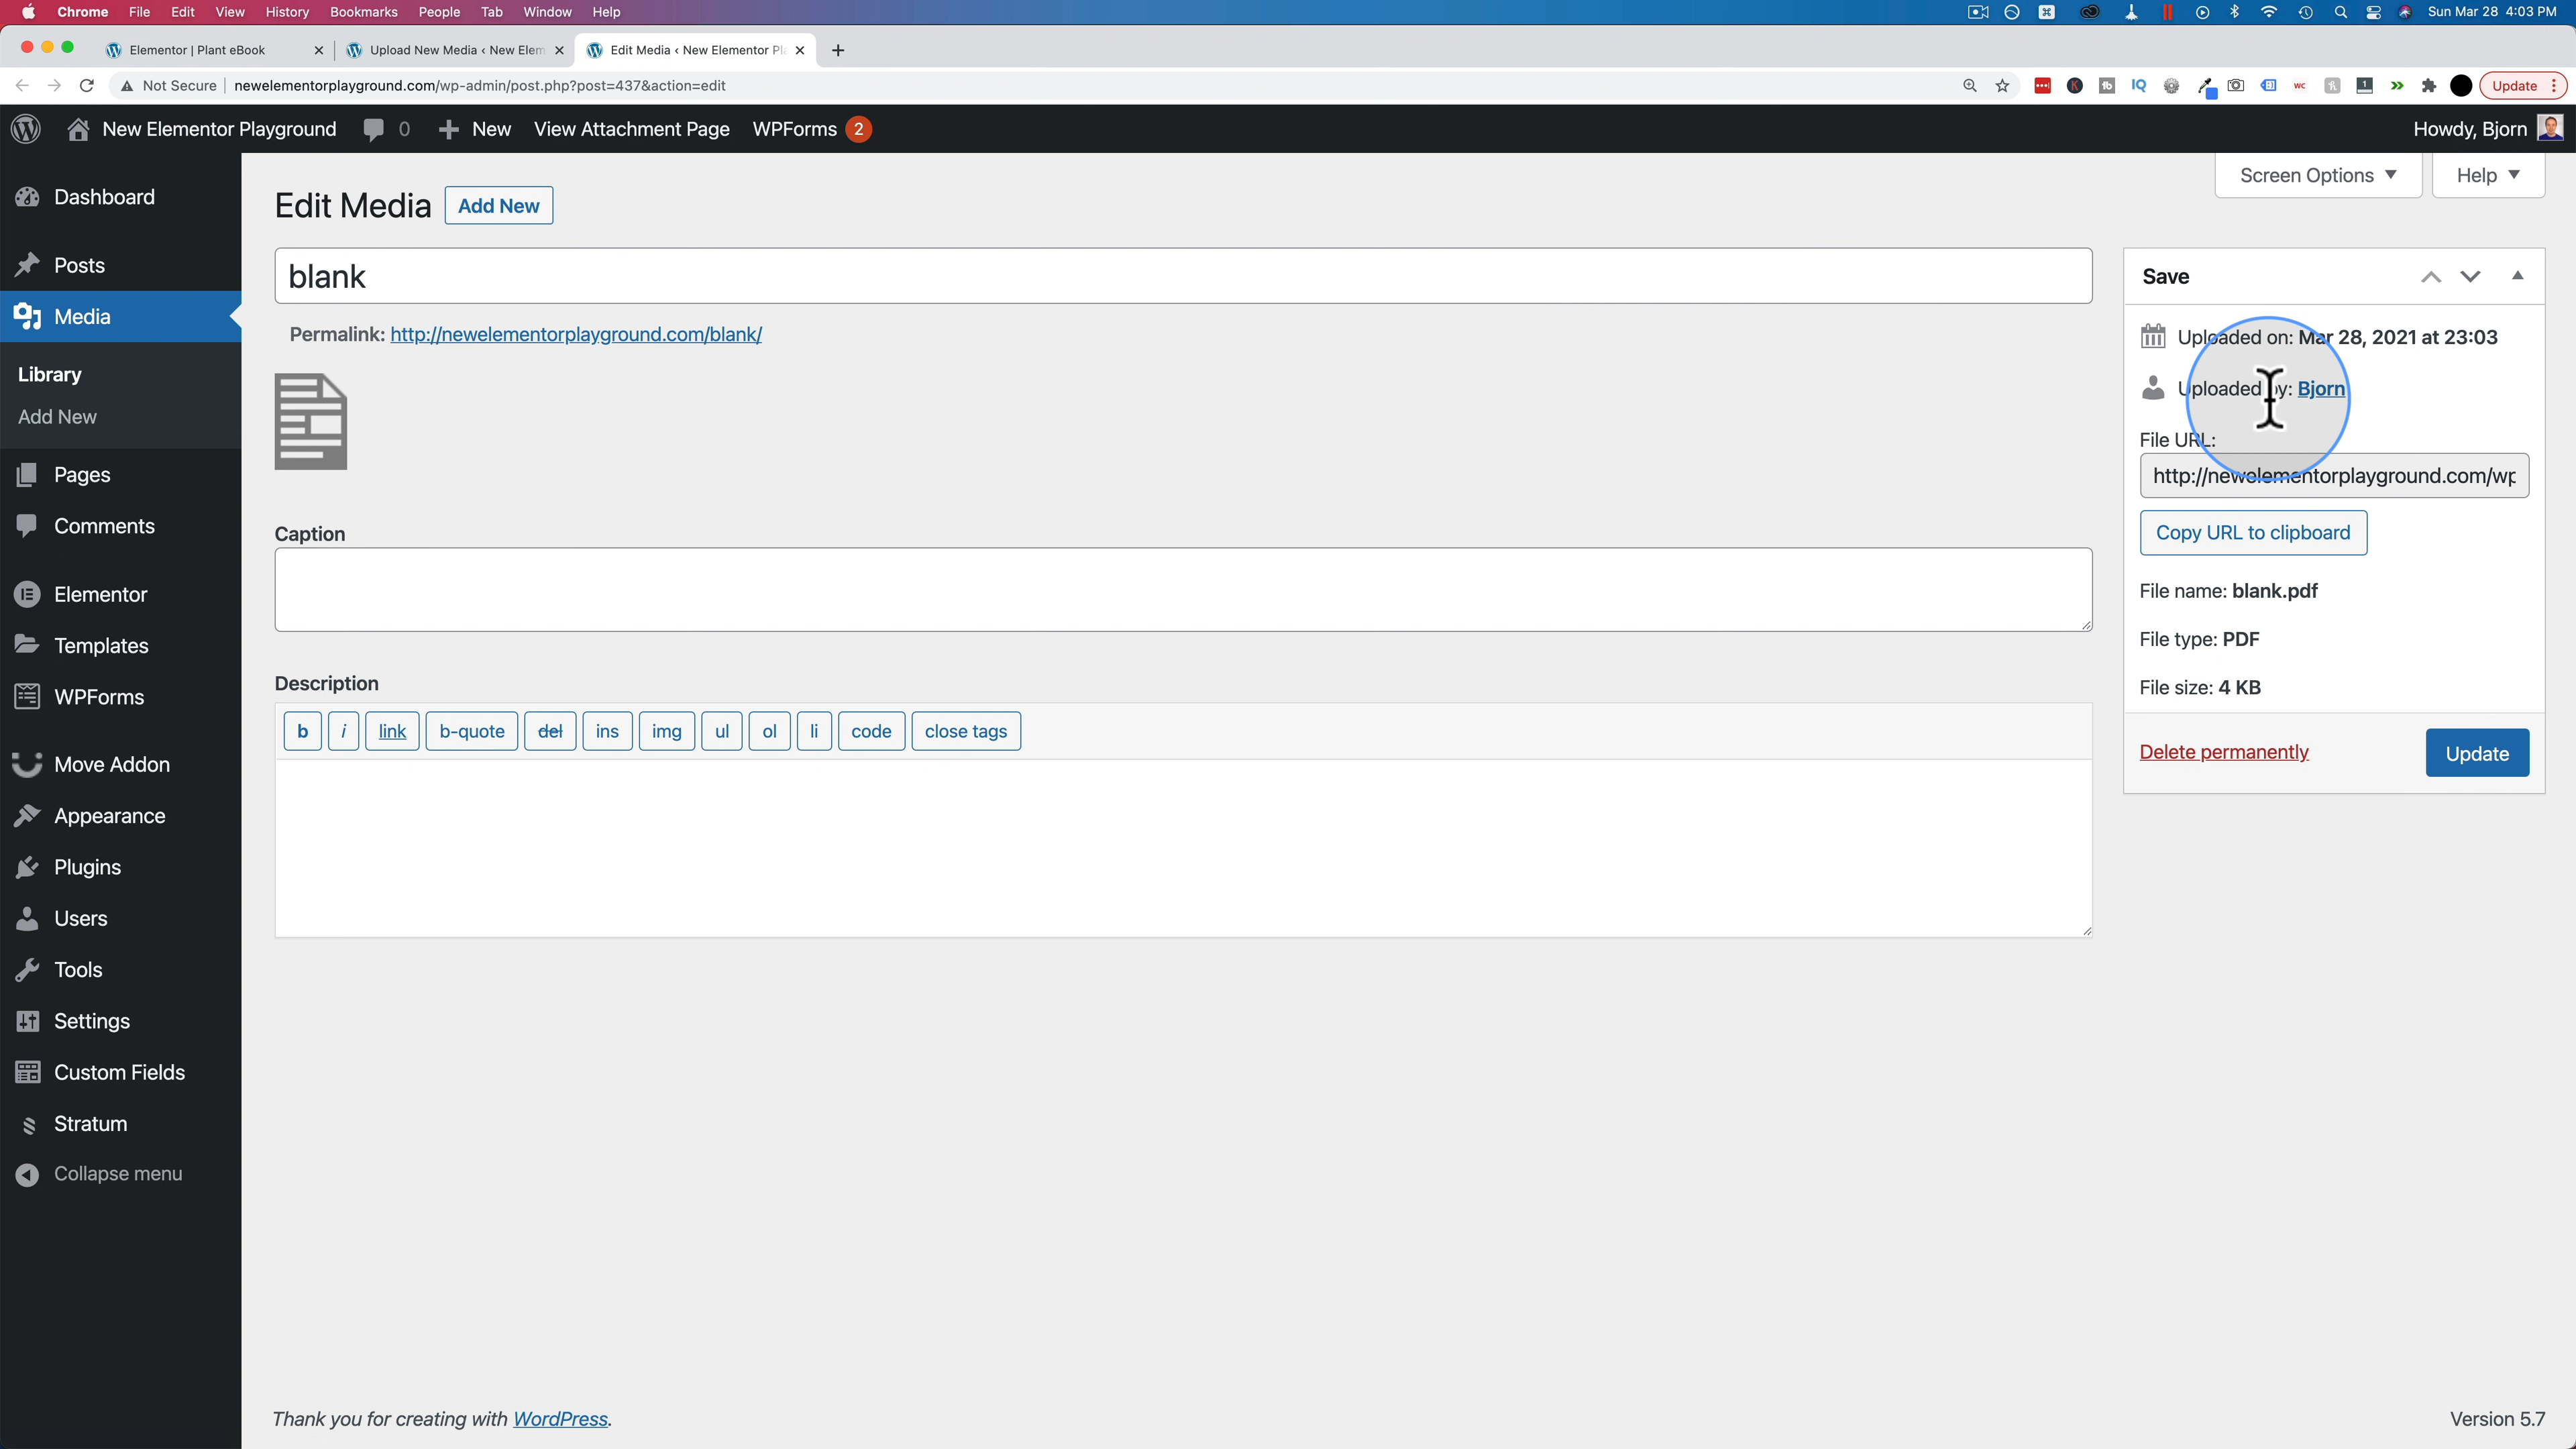 Chrome File Edit View History Bookmarks People Tab Window Help Sun Mar 28 4:03 PM
Elementor | Plant eBook Upload New Media ‹ New Elem Edit Media ‹ New Elementor Pl
Not Secure newelementorplayground.com/wp-admin/post.php?post=437&action=edit IQ WC Update
New Elementor Playground 0 New View Attachment Page WPForms 2 Howdy, Bjorn
Screen Options Help
Dashboard
Posts
Media
Library
Add New
Pages
Comments
Elementor
Templates
WPForms
Move Addon
Appearance
Plugins
Users
Tools
Settings
Custom Fields
Stratum
Collapse menu
Edit Media Add New
blank
Permalink: http://newelementorplayground.com/blank/
Caption
Description
b i link b-quote del ins img ul ol li code close tags
Save
Uploaded on: Mar 28, 2021 at 23:03
Uploaded by: Bjorn
File URL:
http://newelementorplayground.com/wp
Copy URL to clipboard
File name: blank.pdf
File type: PDF
File size: 4 KB
Delete permanently Update
Thank you for creating with WordPress. Version 5.7